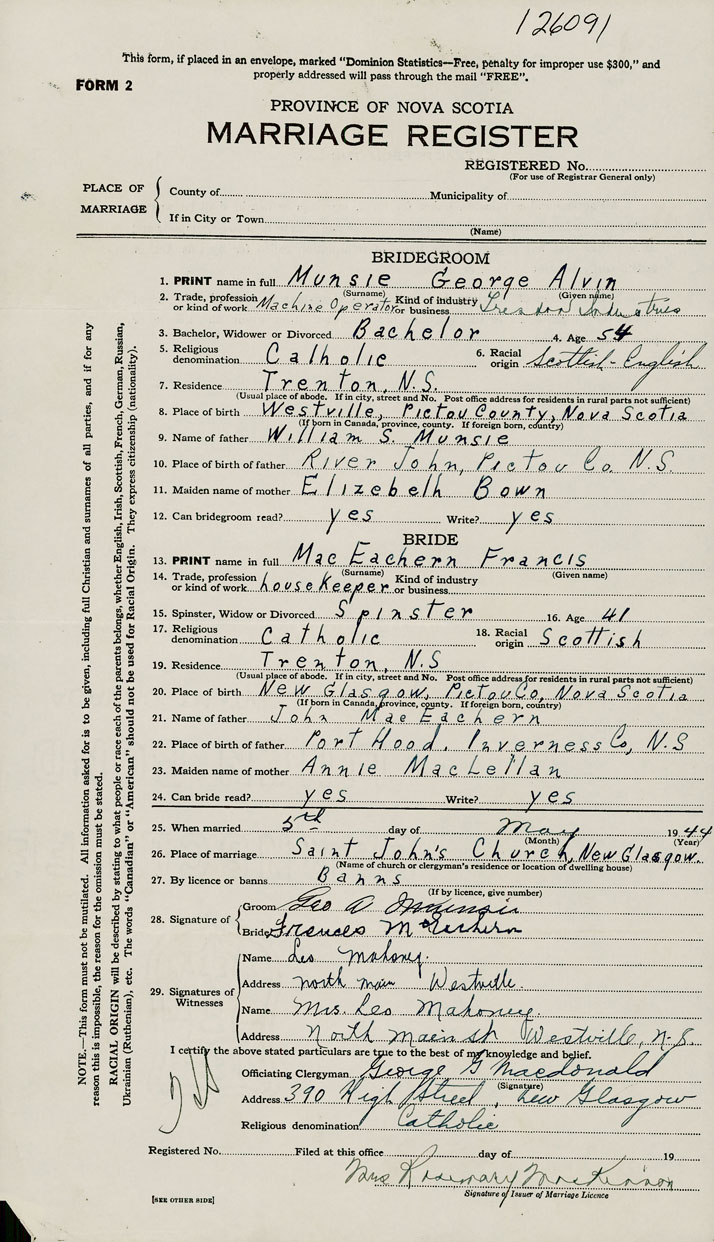 126091
This form, if placed in an envelope, marked "Dominion Statistics—Free, penalty for improper use $300," and
properly addressed will pass through the mail "FREE".
FORM 2
PROVINCE OF NOVA SCOTIA
MARRIAGE REGISTER
REGISTERED No.
(For use of Registrar General only)
PLACE OF MARRIAGE
County of Municipality of
If in City or Town
(Name)
BRIDEGROOM
1. PRINT name in full Munsie George Alvin
(Surname) (Given name)
2. Trade, profession or kind of work Machine Operator Kind of industry or business Trenton Industries
3. Bachelor, Widower or Divorced Bachelor 4. Age 54
5. Religious denomination Catholic 6. Racial origin Scottish-English
7. Residence Trenton, N.S.
(Usual place of abode. If in city, street and No. Post office address for residents in rural parts not sufficient)
8. Place of birth Westville, Pictou County, Nova Scotia
(If born in Canada, province, county. If foreign born, country)
9. Name of father William S. Munsie
10. Place of birth of father River John, Pictou Co, N.S.
11. Maiden name of mother Elizebeth Bown
12. Can bridegroom read? yes Write? yes
BRIDE
13. PRINT name in full Mac Eachern Francis
(Surname) (Given name)
14. Trade, profession or kind of work housekeeper Kind of industry or business
15. Spinster, Widow or Divorced Spinster 16. Age 41
17. Religious denomination Catholic 18. Racial origin Scottish
19. Residence Trenton, N.S
(Usual place of abode. If in city, street and No. Post office address for residents in rural parts not sufficient)
20. Place of birth New Glasgow, Pictou Co, Nova Scotia
(If born in Canada, province, county. If foreign born, country)
21. Name of father John MacEachern
22. Place of birth of father Port Hood, Inverness Co, N.S
23. Maiden name of mother Annie MacLellan
24. Can bride read? yes Write? yes
25. When married 5th day of May 1944
(Month) (Year)
26. Place of marriage Saint John's Church, New Glasgow.
(Name of church or clergyman's residence or location of dwelling house)
27. By licence or banns Banns
(If by licence, give number)
28. Signature of
Groom Geo A
Bride Frances McEachern
29. Signatures of Witnesses
Name Leo Mahoney.
Address north main Westville.
Name Mrs. Leo Mahoney.
Address North Main st Westville, N.S.
I certify the above stated particulars are true to the best of my knowledge and belief.
Officiating Clergyman George G Macdonald
(Signature)
Address 390 High Street, New Glasgow
Religious denomination Catholic
Registered No. Filed at this office day of 19
Mrs Rosemary MacKinnon
Signature of Issuer of Marriage Licence
[SEE OTHER SIDE]
NOTE.—This form must not be mutilated. All information asked for is to be given, including full Christian and surnames of all parties, and if for any
reason this is impossible, the reason for the omission must be stated.
RACIAL ORIGIN will be described by stating to what people or race each of the parents belongs, whether English, Irish, Scottish, French, German, Russian,
Ukrainian (Ruthenian), etc. The words "Canadian" or "American" should not be used for Racial Origin. They express citizenship (nationality).